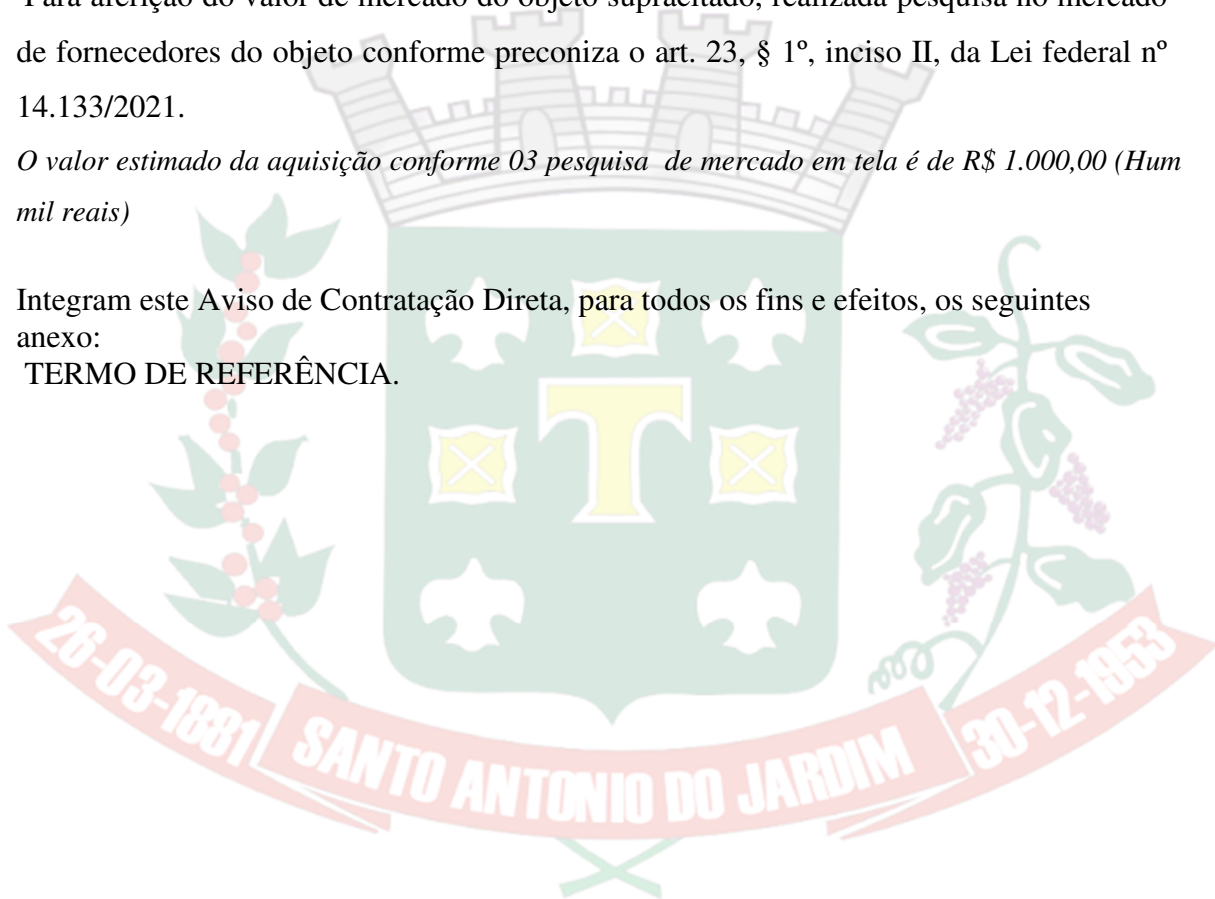 Para aferição do valor de mercado do objeto supracitado, realizada pesquisa no mercado
de fornecedores do objeto conforme preconiza o art. 23, § 1º, inciso II, da Lei federal nº
14.133/2021.
O valor estimado da aquisição conforme 03 pesquisa de mercado em tela é de R$ 1.000,00 (Hum
mil reais)
Integram este Aviso de Contratação Direta, para todos os fins e efeitos, os seguintes
anexo:
TERMO DE REFERÊNCIA.
T
26-03-1881 SANTO ANTONIO DO JARDIM 30-12-1953